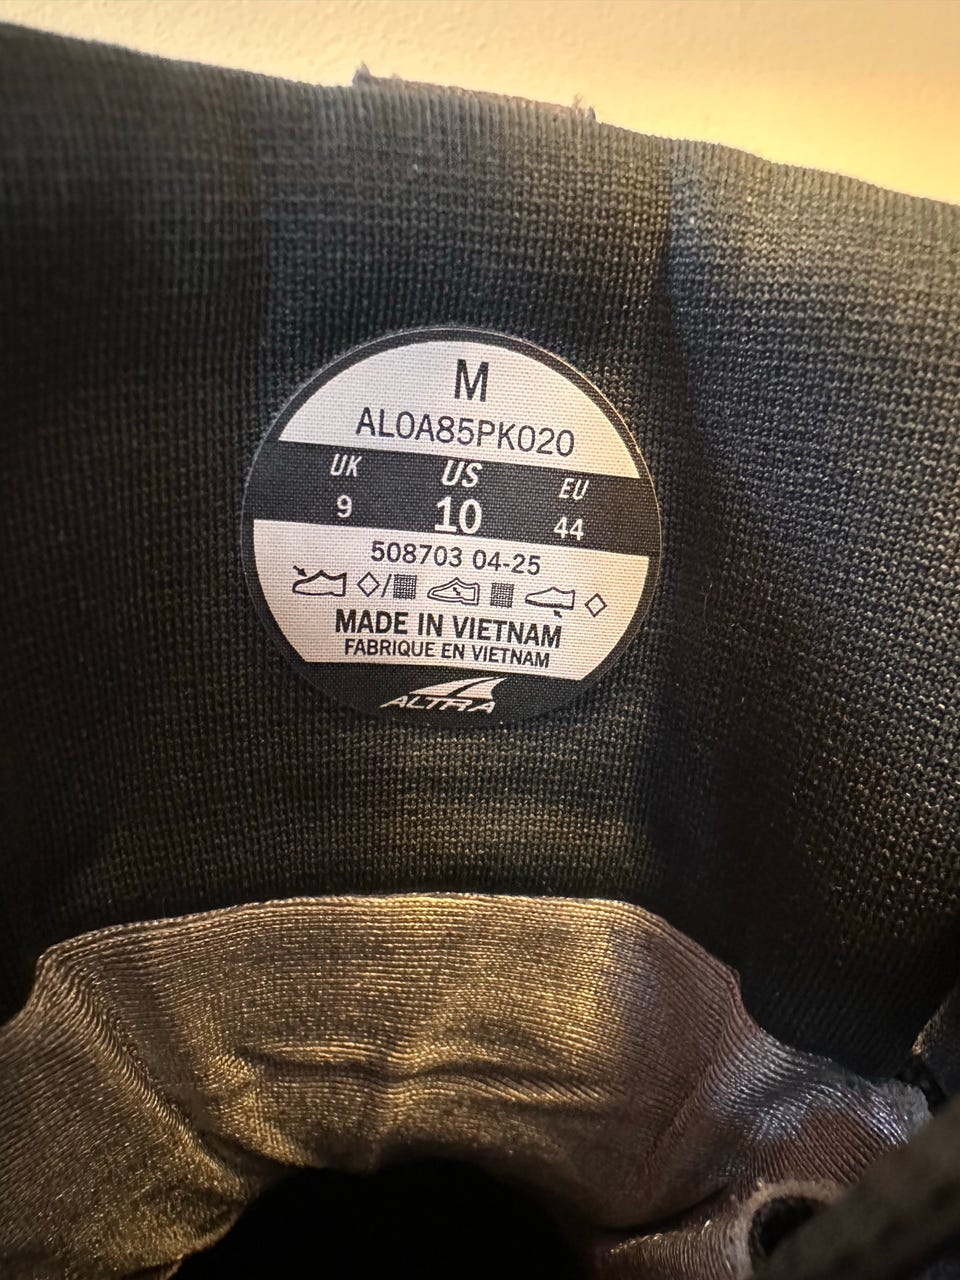 M
AL0A85PK020
UK US EU
9 10 44
508703 04-25
MADE IN VIETNAM
FABRIQUE EN VIETNAM
ALTRA